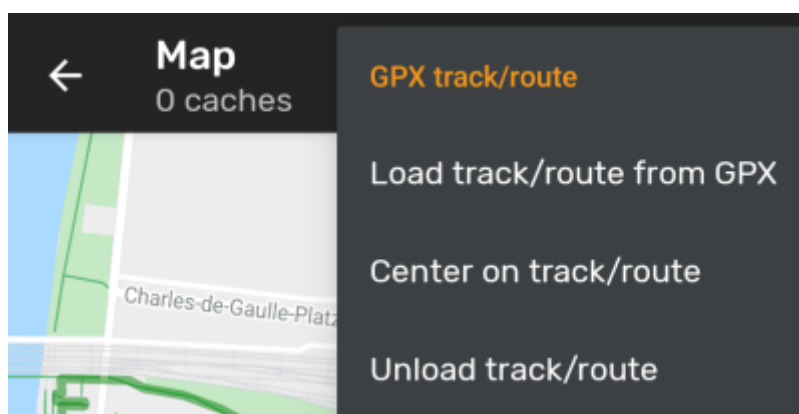 Map
0 caches
GPX track/route
Load track/route from GPX
Center on track/route
Unload track/route
Charles-de-Gaulle-Platz